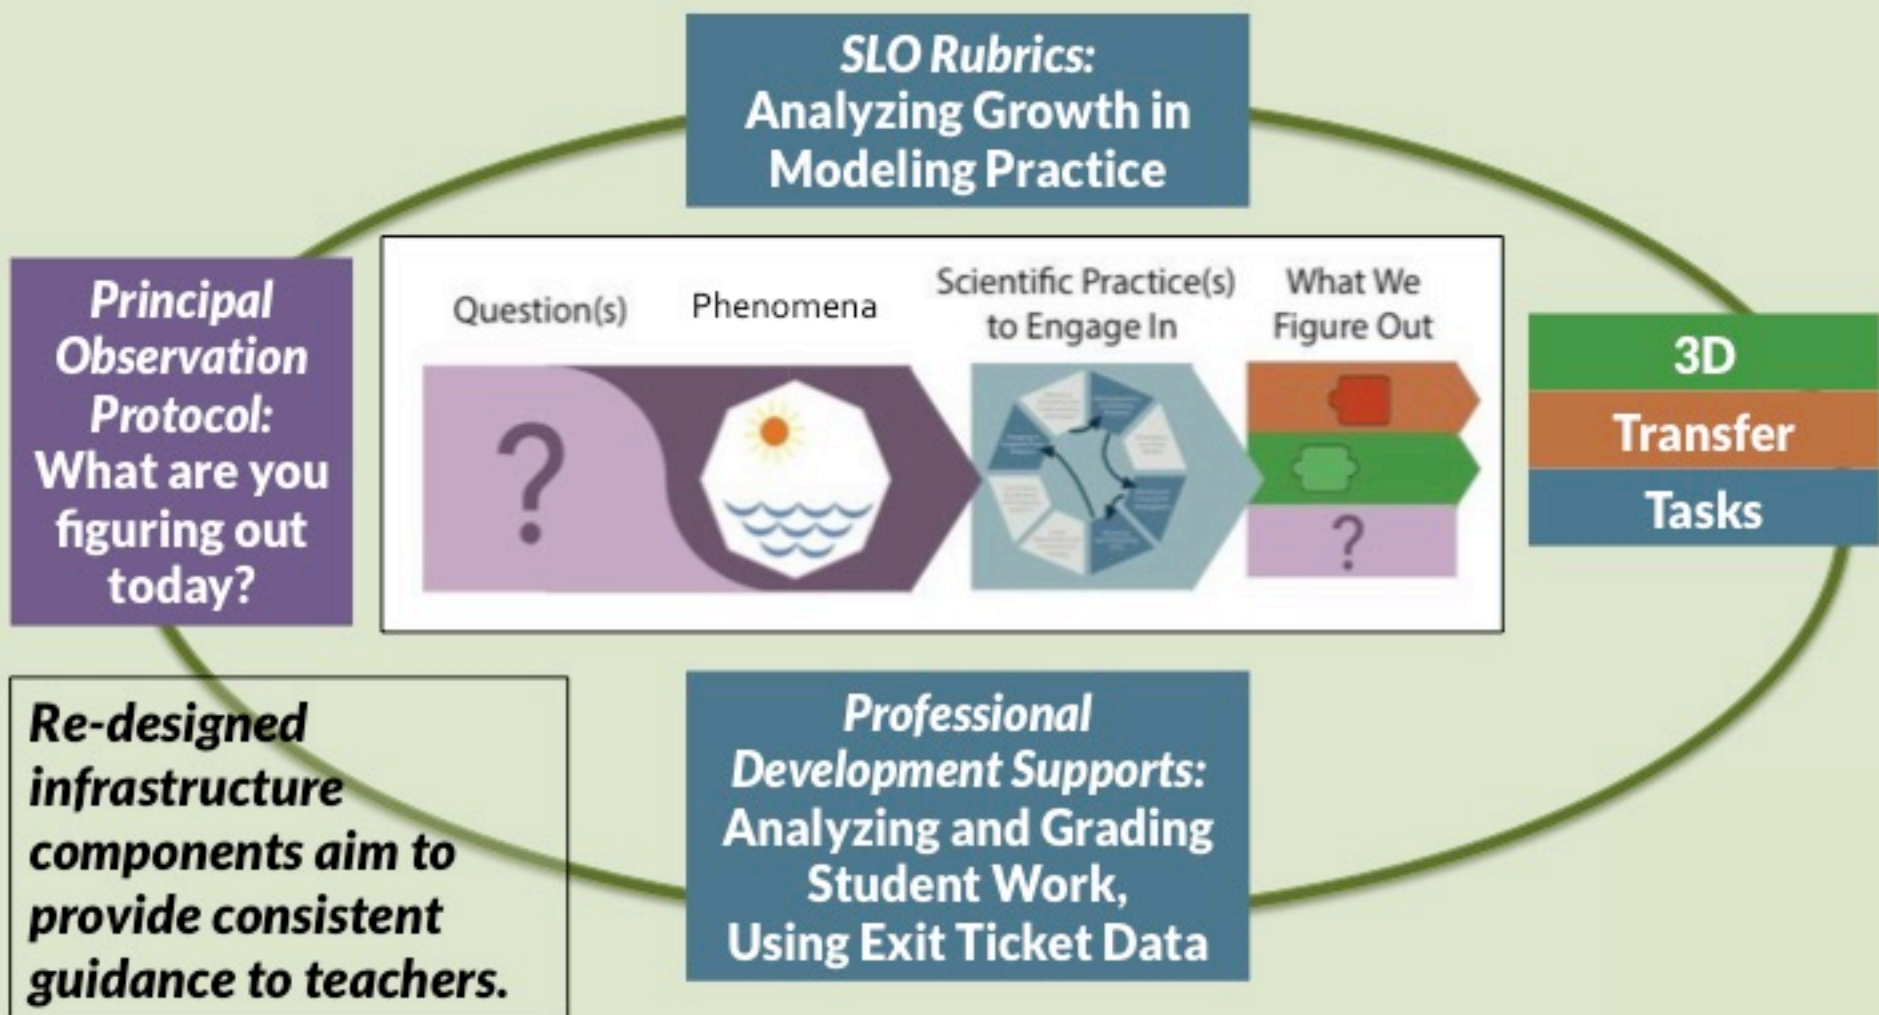 SLO Rubrics:
Analyzing Growth in
Modeling Practice
Principal
Observation
Protocol:
What are you
figuring out
today?
Question(s)
Phenomena
Scientific Practice(s)
to Engage In
What We
Figure Out
?
?
3D
Transfer
Tasks
Re-designed
infrastructure
components aim to
provide consistent
guidance to teachers.
Professional
Development Supports:
Analyzing and Grading
Student Work,
Using Exit Ticket Data